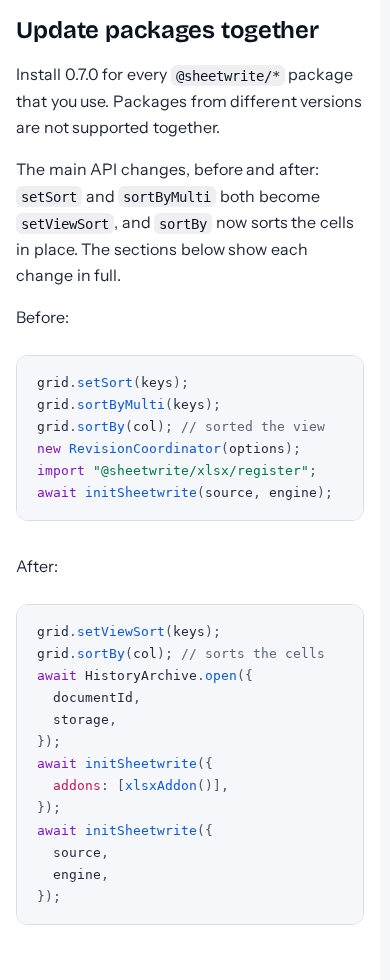 Update packages together
Install 0.7.0 for every @sheetwrite/* package
that you use. Packages from different versions
are not supported together.
The main API changes, before and after:
setSort and sortByMulti both become
setViewSort, and sortBy now sorts the cells
in place. The sections below show each
change in full.
Before:
grid.setSort(keys);
grid.sortByMulti(keys);
grid.sortBy(col); // sorted the view
new RevisionCoordinator(options);
import "@sheetwrite/xlsx/register";
await initSheetwrite(source, engine);
After:
grid.setViewSort(keys);
grid.sortBy(col); // sorts the cells
await HistoryArchive.open({
  documentId,
  storage,
});
await initSheetwrite({
  addons: [xlsxAddon()],
});
await initSheetwrite({
  source,
  engine,
});